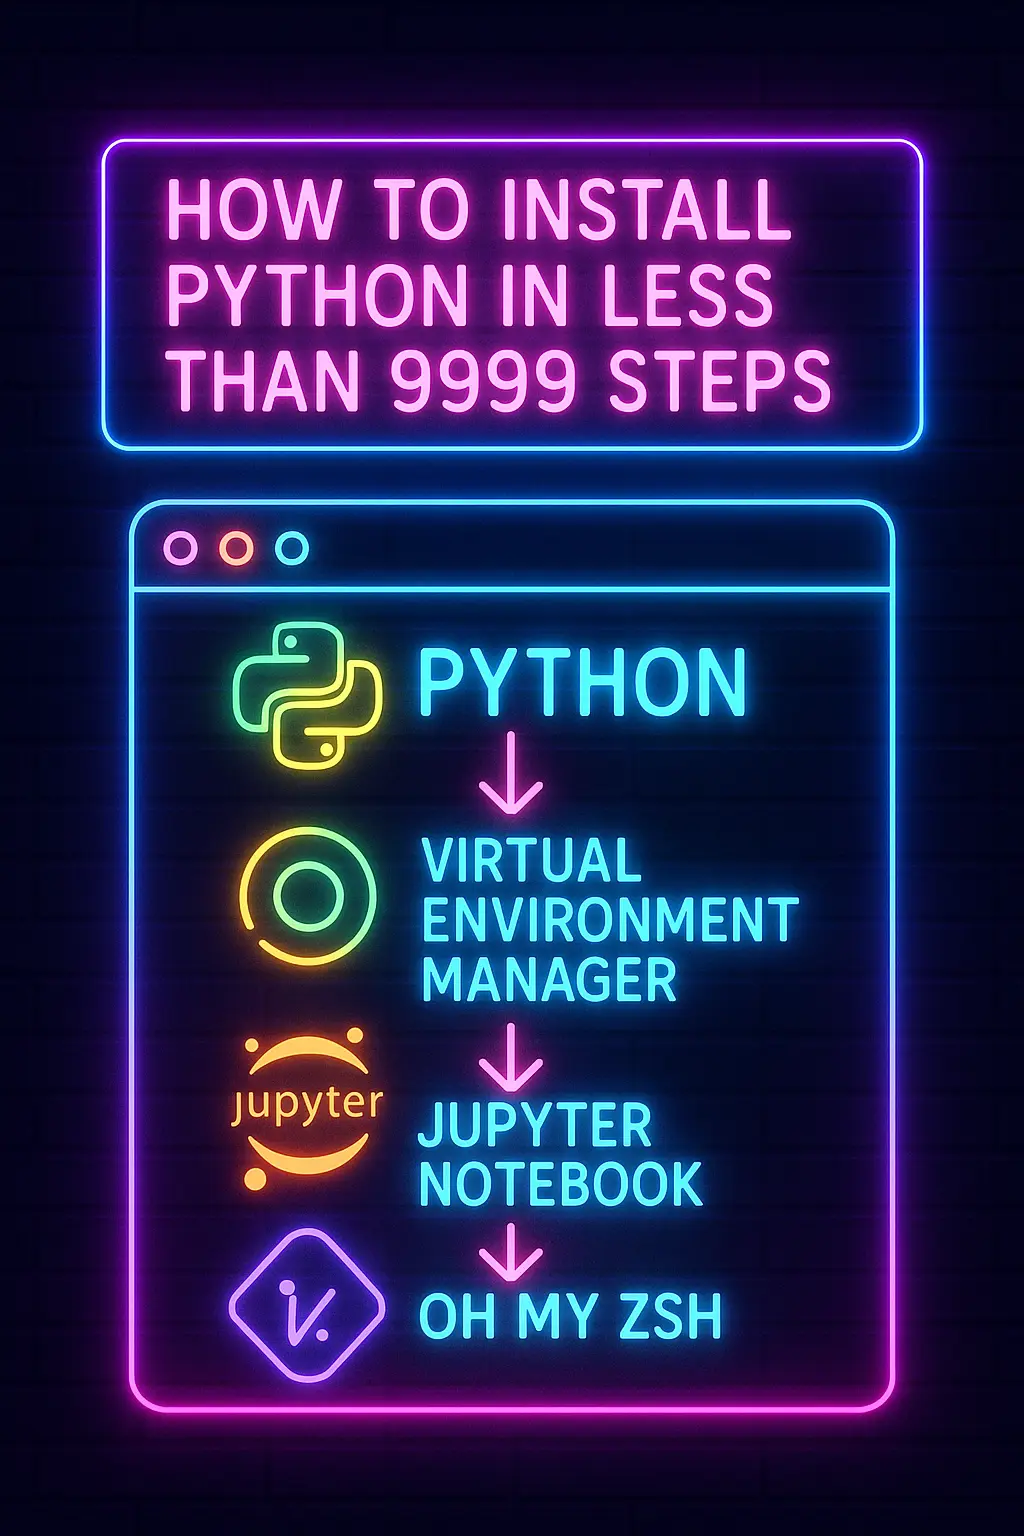 HOW TO INSTALL
PYTHON IN LESS
THAN 9999 STEPS
PYTHON
VIRTUAL
ENVIRONMENT
MANAGER
jupyter
JUPYTER
NOTEBOOK
OH MY ZSH